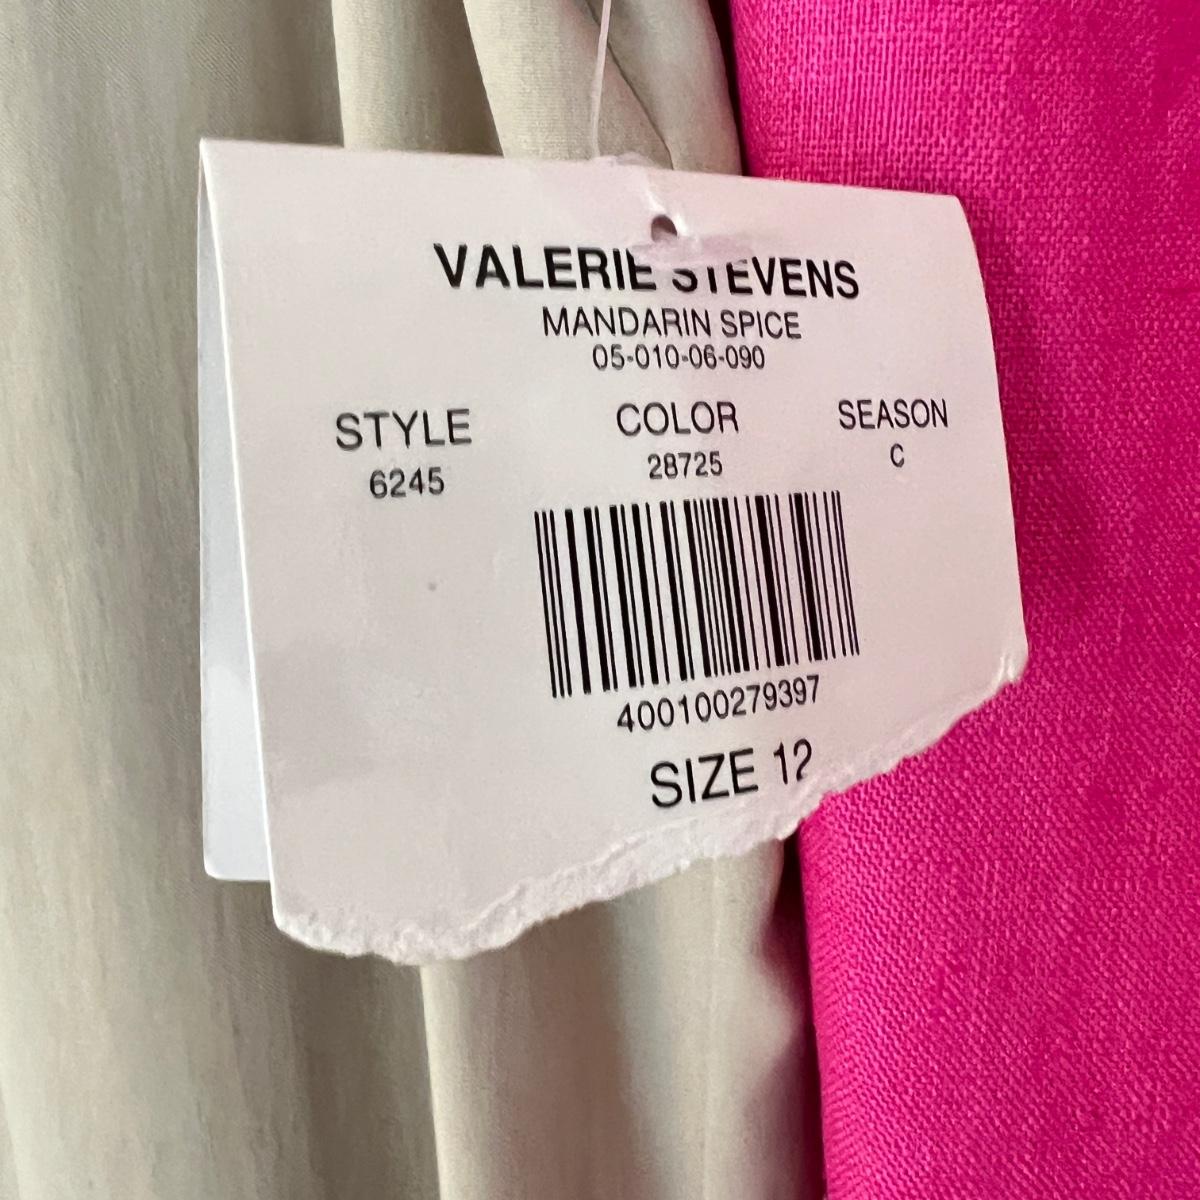 VALERIE STEVENS
MANDARIN SPICE
05-010-06-090
STYLE COLOR SEASON
6245 28725 C
400100279397
SIZE 12